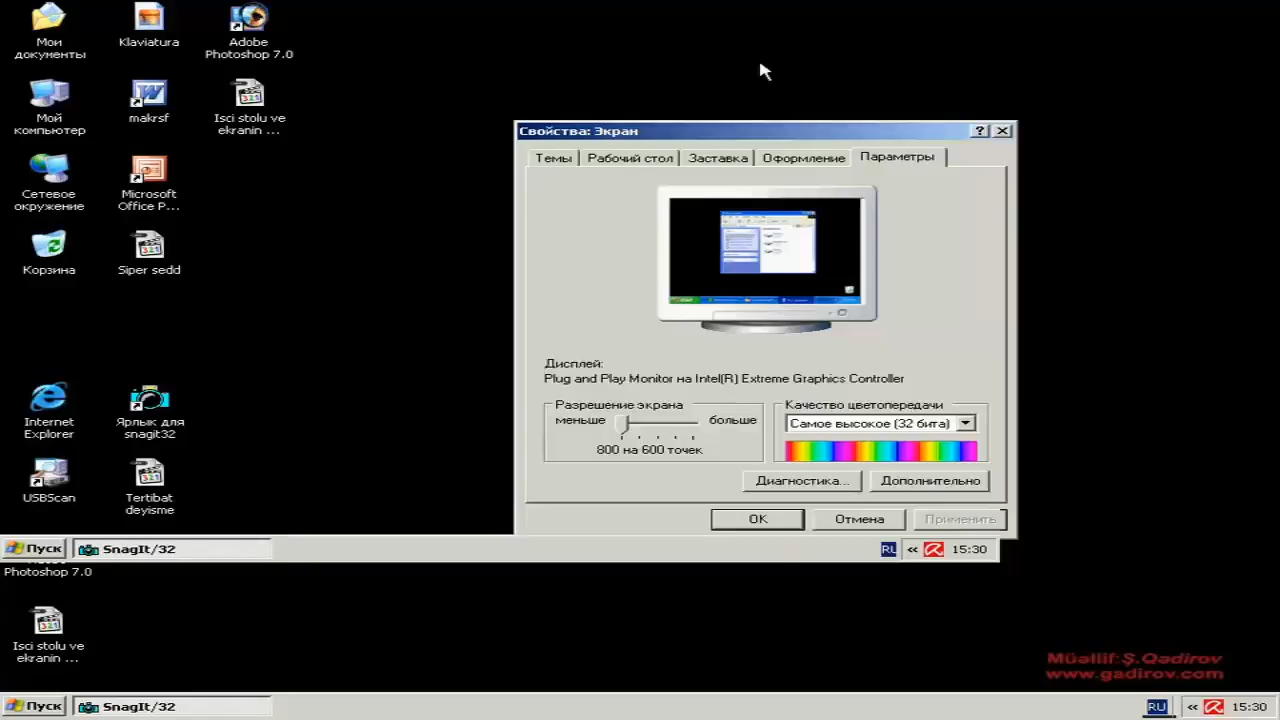 Мои
документы
Klaviatura
Adobe
Photoshop 7.0
Мой
компьютер
makrsf
Isci stolu ve
ekranin ...
Сетевое
окружение
Microsoft
Office P...
Корзина
Siper sedd
Internet
Explorer
Ярлык для
snagit32
USBScan
Tertibat
deyisme
Свойства: Экран
Темы
Рабочий стол
Заставка
Оформление
Параметры
Дисплей:
Plug and Play Monitor на Intel(R) Extreme Graphics Controller
Разрешение экрана
меньше
больше
800 на 600 точек
Качество цветопередачи
Самое высокое (32 бита)
Диагностика...
Дополнительно
OK
Отмена
Применить
Пуск
SnagIt/32
RL
«
15:30
Photoshop 7.0
Isci stolu ve
ekranin ...
Müəllif:Ş.Qədirov
www.gadirov.com
Пуск
SnagIt/32
RU
«
15:30